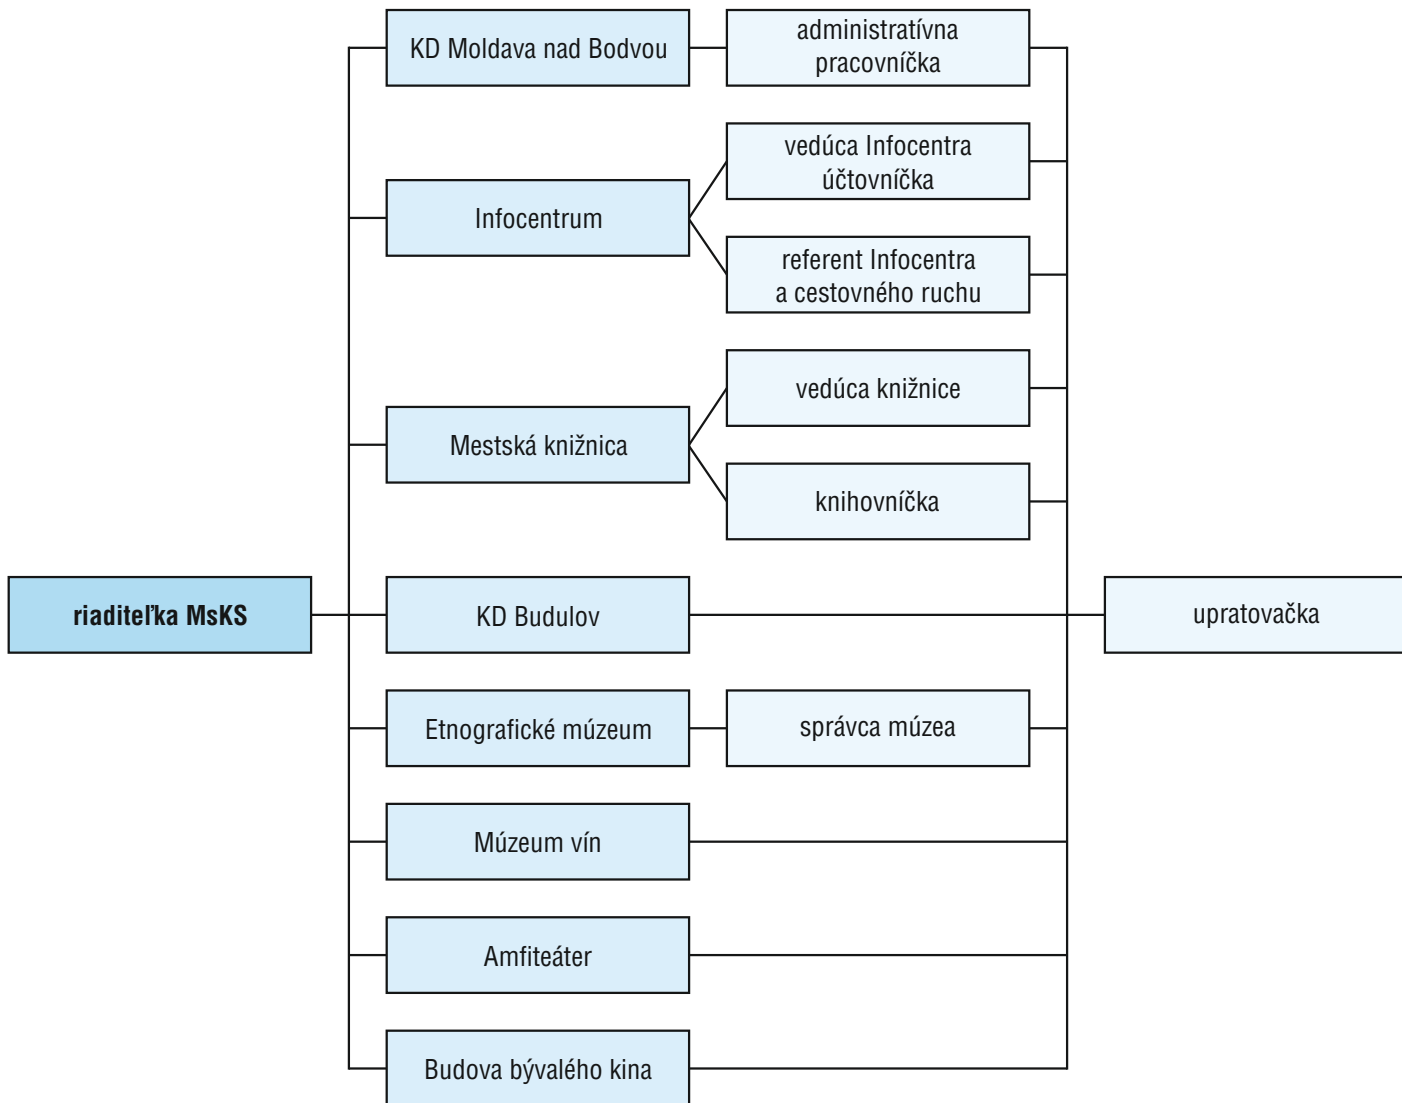 KD Moldava nad Bodvou
administratívna
pracovníčka
vedúca Infocentra
účtovníčka
Infocentrum
referent Infocentra
a cestovného ruchu
vedúca knižnice
Mestská knižnica
knihovníčka
riaditeľka MsKS
KD Budulov
upratovačka
Etnografické múzeum
správca múzea
Múzeum vín
Amfiteáter
Budova bývalého kina